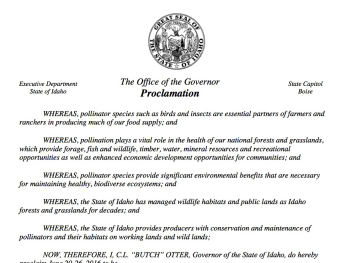 GREAT SEAL OF
THE STATE OF IDAHO
Executive Department
State of Idaho
The Office of the Governor
Proclamation
State Capitol
Boise
WHEREAS, pollinator species such as birds and insects are essential partners of farmers and
ranchers in producing much of our food supply; and
WHEREAS, pollination plays a vital role in the health of our national forests and grasslands,
which provide forage, fish and wildlife, timber, water, mineral resources and recreational
opportunities as well as enhanced economic development opportunities for communities; and
WHEREAS, pollinator species provide significant environmental benefits that are necessary
for maintaining healthy, biodiverse ecosystems; and
WHEREAS, the State of Idaho has managed wildlife habitats and public lands as Idaho
forests and grasslands for decades; and
WHEREAS, the State of Idaho provides producers with conservation and maintenance of
pollinators and their habitats on working lands and wild lands;
NOW, THEREFORE, I, C.L. "BUTCH" OTTER, Governor of the State of Idaho, do hereby
proclaim June 20-26, 2016 to be